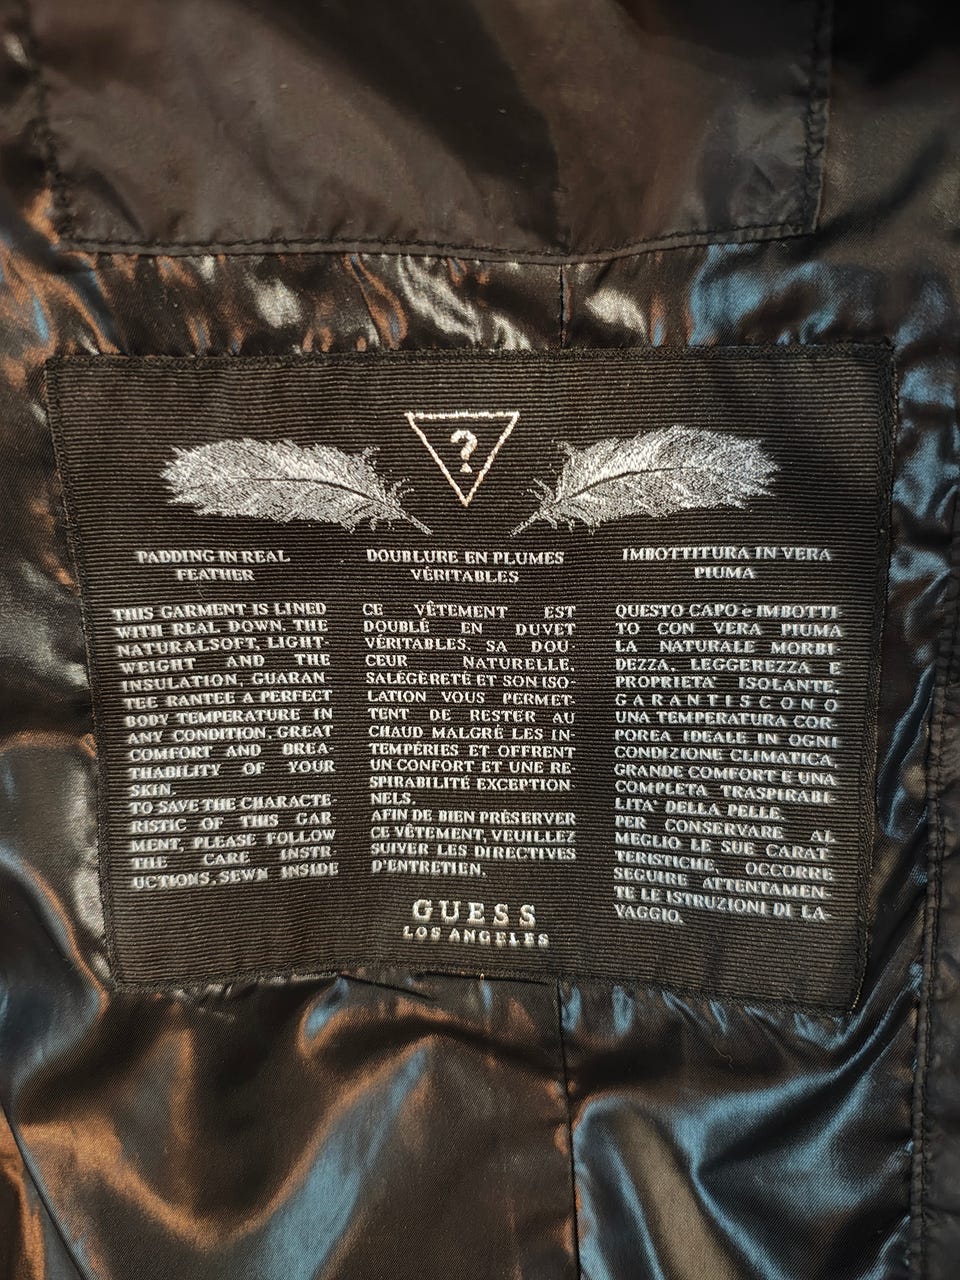 ?
PADDING IN REAL
FEATHER
THIS GARMENT IS LINED
WITH REAL DOWN, THE
NATURALSOFT, LIGHT-
WEIGHT AND THE
INSULATION, GUARAN
TEE RANTEE A PERFECT
BODY TEMPERATURE IN
ANY CONDITION, GREAT
COMFORT AND BREA-
THABILITY OF YOUR
SKIN.
TO SAVE THE CHARACTE-
RISTIC OF THIS GAR
MENT, PLEASE FOLLOW
THE CARE INSTR-
UCTIONS, SEWN INSIDE
DOUBLURE EN PLUMES
VÉRITABLES
CE VÊTEMENT EST
DOUBLÉ EN DUVET
VÉRITABLES. SA DOU-
CEUR NATURELLE,
SALÉGÈRETÉ ET SON ISO-
LATION VOUS PERMET-
TENT DE RESTER AU
CHAUD MALGRÉ LES IN-
TEMPÉRIES ET OFFRENT
UN CONFORT ET UNE RE-
SPIRABILITÉ EXCEPTION-
NELS.
AFIN DE BIEN PRÉSERVER
CE VÊTEMENT, VEUILLEZ
SUIVER LES DIRECTIVES
D'ENTRETIEN.
IMBOTTITURA IN VERA
PIUMA
QUESTO CAPO e IMBOTTI-
TO CON VERA PIUMA
LA NATURALE MORBI-
DEZZA, LEGGEREZZA E
PROPRIETA' ISOLANTE,
GARANTISCONO
UNA TEMPERATURA COR-
POREA IDEALE IN OGNI
CONDIZIONE CLIMATICA,
GRANDE COMFORT E UNA
COMPLETA TRASPIRABI-
LITA' DELLA PELLE.
PER CONSERVARE AL
MEGLIO LE SUE CARAT-
TERISTICHE, OCCORRE
SEGUIRE ATTENTAMEN-
TE LE ISTRUZIONI DI LA-
VAGGIO.
GUESS
LOS ANGELES